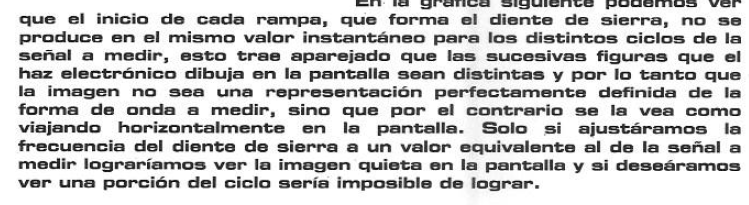 En la gráfica siguiente podemos ver
que el inicio de cada rampa, que forma el diente de sierra, no se
produce en el mismo valor instantáneo para los distintos ciclos de la
señal a medir, esto trae aparejado que las sucesivas figuras que el
haz electrónico dibuja en la pantalla sean distintas y por lo tanto que
la imagen no sea una representación perfectamente definida de la
forma de onda a medir, sino que por el contrario se la vea como
viajando horizontalmente en la pantalla. Solo si ajustáramos la
frecuencia del diente de sierra a un valor equivalente al de la señal a
medir lograríamos ver la imagen quieta en la pantalla y si deseáramos
ver una porción del ciclo sería imposible de lograr.